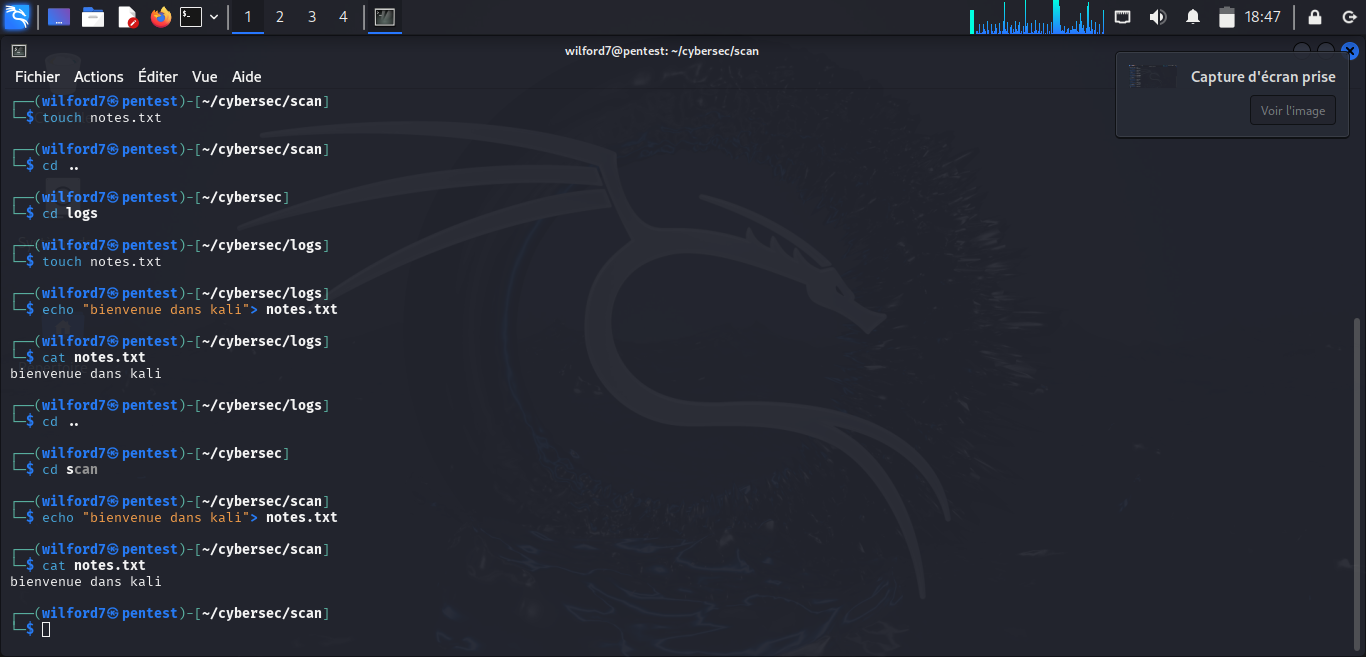 1 2 3 4 18:47
wilford7@pentest: ~/cybersec/scan
Fichier Actions Éditer Vue Aide
Capture d'écran prise
Voir l'image
┌──(wilford7㉿pentest)-[~/cybersec/scan]
└─$ touch notes.txt
┌──(wilford7㉿pentest)-[~/cybersec/scan]
└─$ cd ..
┌──(wilford7㉿pentest)-[~/cybersec]
└─$ cd logs
┌──(wilford7㉿pentest)-[~/cybersec/logs]
└─$ touch notes.txt
┌──(wilford7㉿pentest)-[~/cybersec/logs]
└─$ echo "bienvenue dans kali"> notes.txt
┌──(wilford7㉿pentest)-[~/cybersec/logs]
└─$ cat notes.txt
bienvenue dans kali
┌──(wilford7㉿pentest)-[~/cybersec/logs]
└─$ cd ..
┌──(wilford7㉿pentest)-[~/cybersec]
└─$ cd scan
┌──(wilford7㉿pentest)-[~/cybersec/scan]
└─$ echo "bienvenue dans kali"> notes.txt
┌──(wilford7㉿pentest)-[~/cybersec/scan]
└─$ cat notes.txt
bienvenue dans kali
┌──(wilford7㉿pentest)-[~/cybersec/scan]
└─$